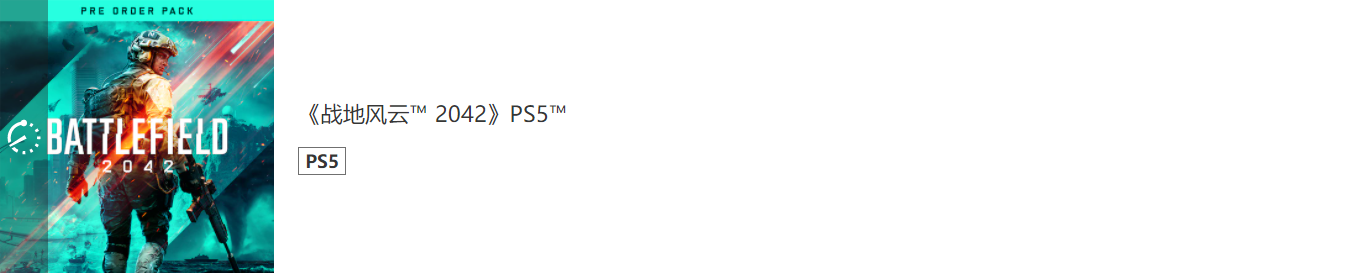 PRE ORDER PACK
BATTLEFIELD
2042
《战地风云™ 2042》PS5™
PS5